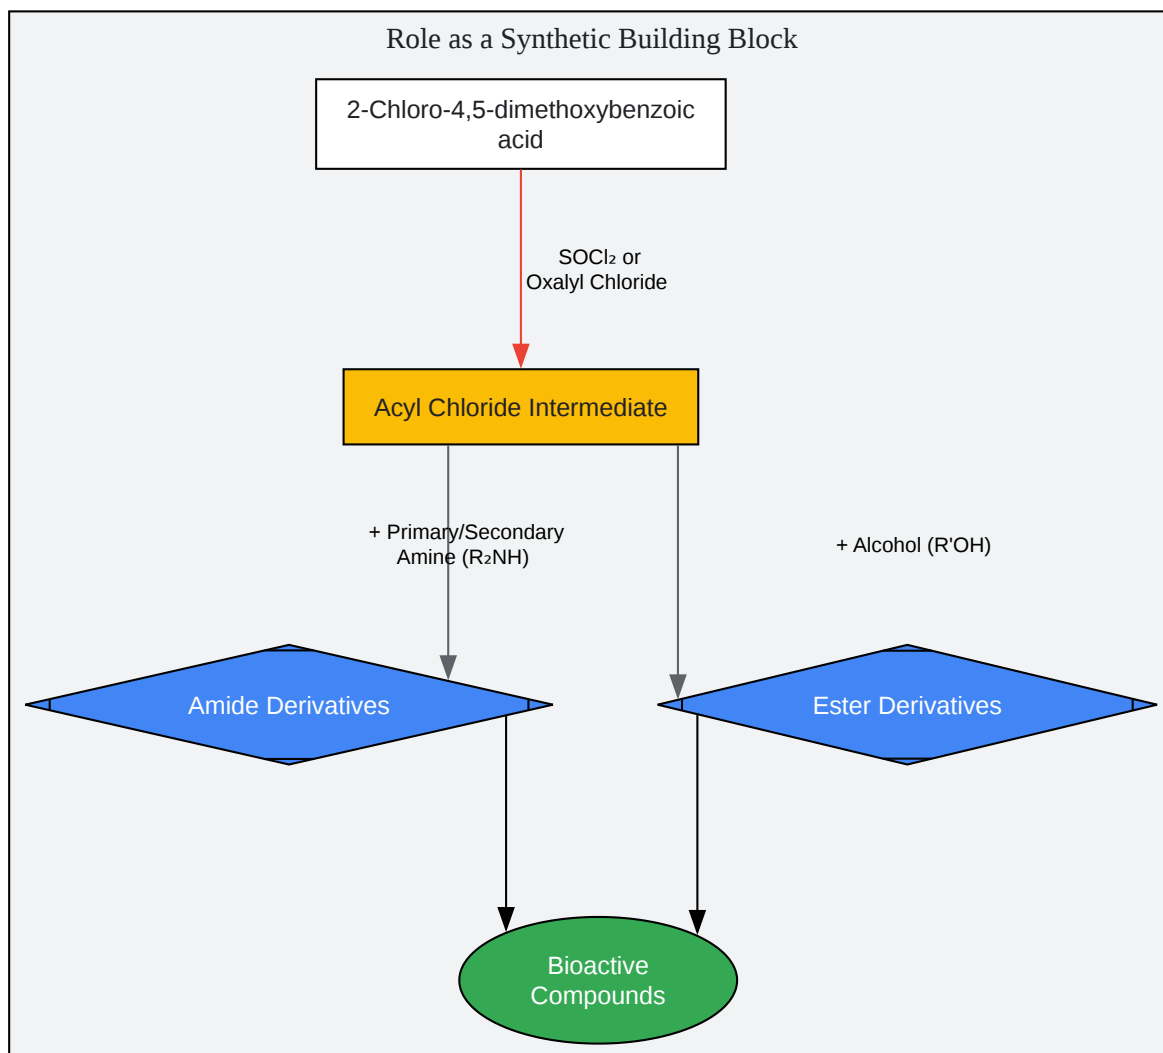 Role as a Synthetic Building Block
2-Chloro-4,5-dimethoxybenzoic
acid
SOCl₂ or
Oxalyl Chloride
Acyl Chloride Intermediate
+ Primary/Secondary
Amine (R₂NH)
+ Alcohol (R'OH)
Amide Derivatives
Ester Derivatives
Bioactive
Compounds